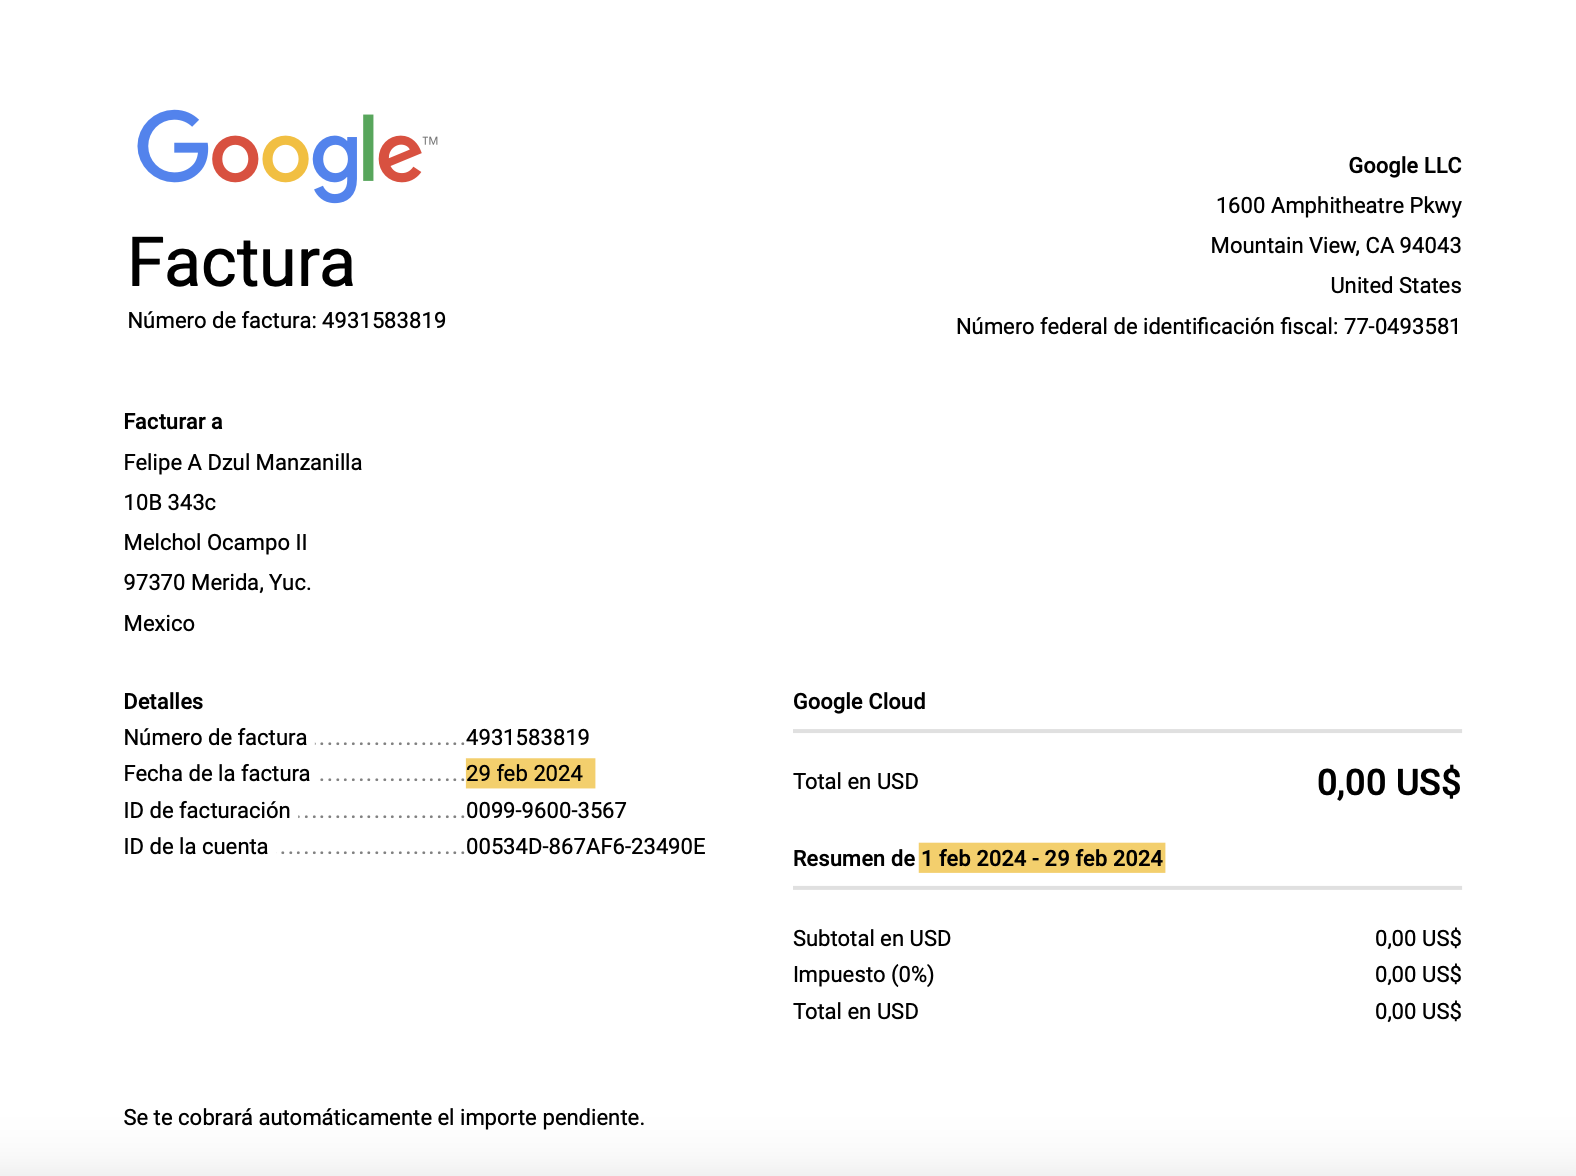 Google™
Google LLC
1600 Amphitheatre Pkwy
Mountain View, CA 94043
United States
Número federal de identificación fiscal: 77-0493581
Factura
Número de factura: 4931583819
Facturar a
Felipe A Dzul Manzanilla
10B 343c
Melchol Ocampo II
97370 Merida, Yuc.
Mexico
Detalles
Número de factura ....................4931583819
Fecha de la factura ....................29 feb 2024
ID de facturación ......................0099-9600-3567
ID de la cuenta ........................00534D-867AF6-23490E
Google Cloud
Total en USD 0,00 US$
Resumen de 1 feb 2024 - 29 feb 2024
Subtotal en USD 0,00 US$
Impuesto (0%) 0,00 US$
Total en USD 0,00 US$
Se te cobrará automáticamente el importe pendiente.